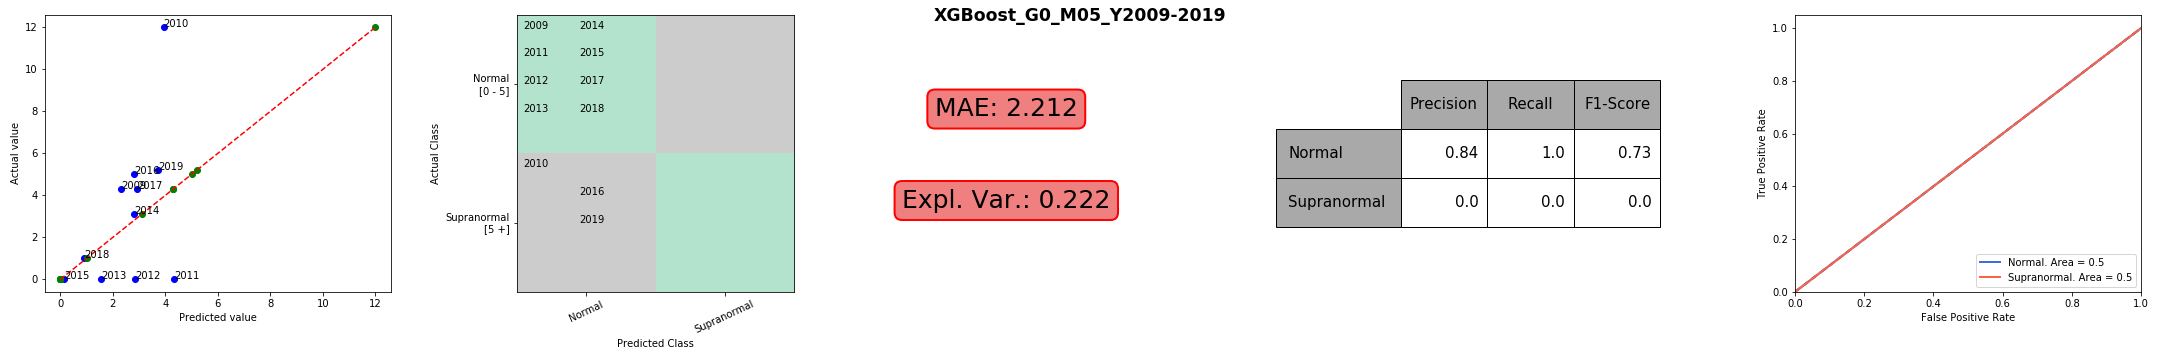 XGBoost_G0_M05_Y2009-2019
12
10
8
6
4
2
0
Actual value
0 2 4 6 8 10 12
Predicted value
2010
2019
2016
2009
2017
2014
2018
2015
2013
2012
2011
Actual Class
Normal
[0 - 5]
Supranormal
[5 +]
2009 2014
2011 2015
2012 2017
2013 2018
2010
2016
2019
Normal
Supranormal
Predicted Class
MAE: 2.212
Expl. Var.: 0.222
Precision Recall F1-Score
Normal 0.84 1.0 0.73
Supranormal 0.0 0.0 0.0
1.0
0.8
0.6
0.4
0.2
0.0
True Positive Rate
Normal. Area = 0.5
Supranormal. Area = 0.5
0.0 0.2 0.4 0.6 0.8 1.0
False Positive Rate